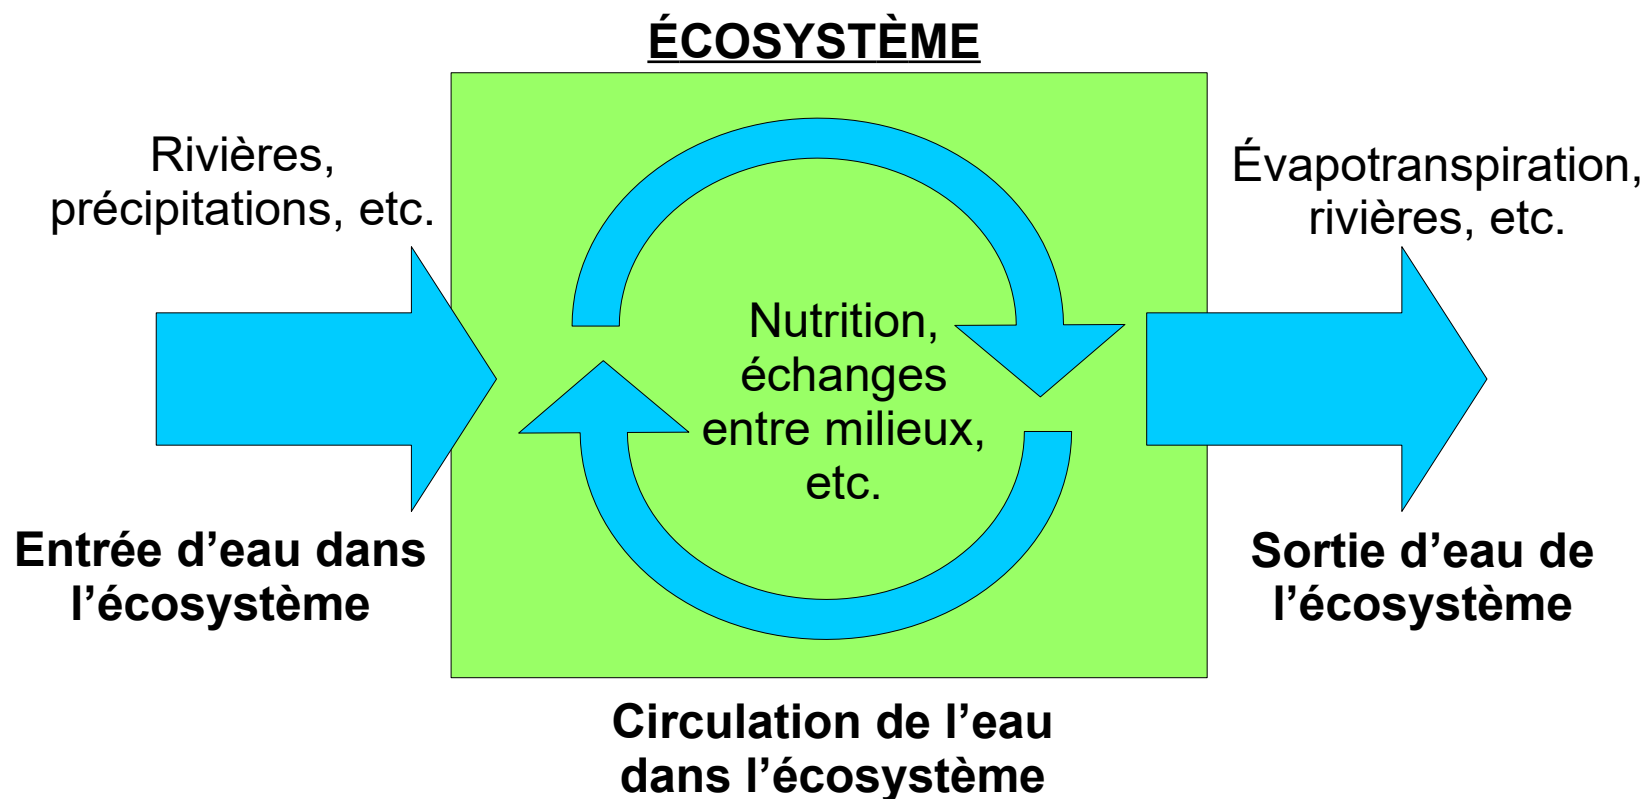 ÉCOSYSTÈME
Rivières,
précipitations, etc.
Entrée d’eau dans
l’écosystème
Nutrition,
échanges
entre milieux,
etc.
Circulation de l’eau
dans l’écosystème
Évapotranspiration,
rivières, etc.
Sortie d’eau de
l’écosystème